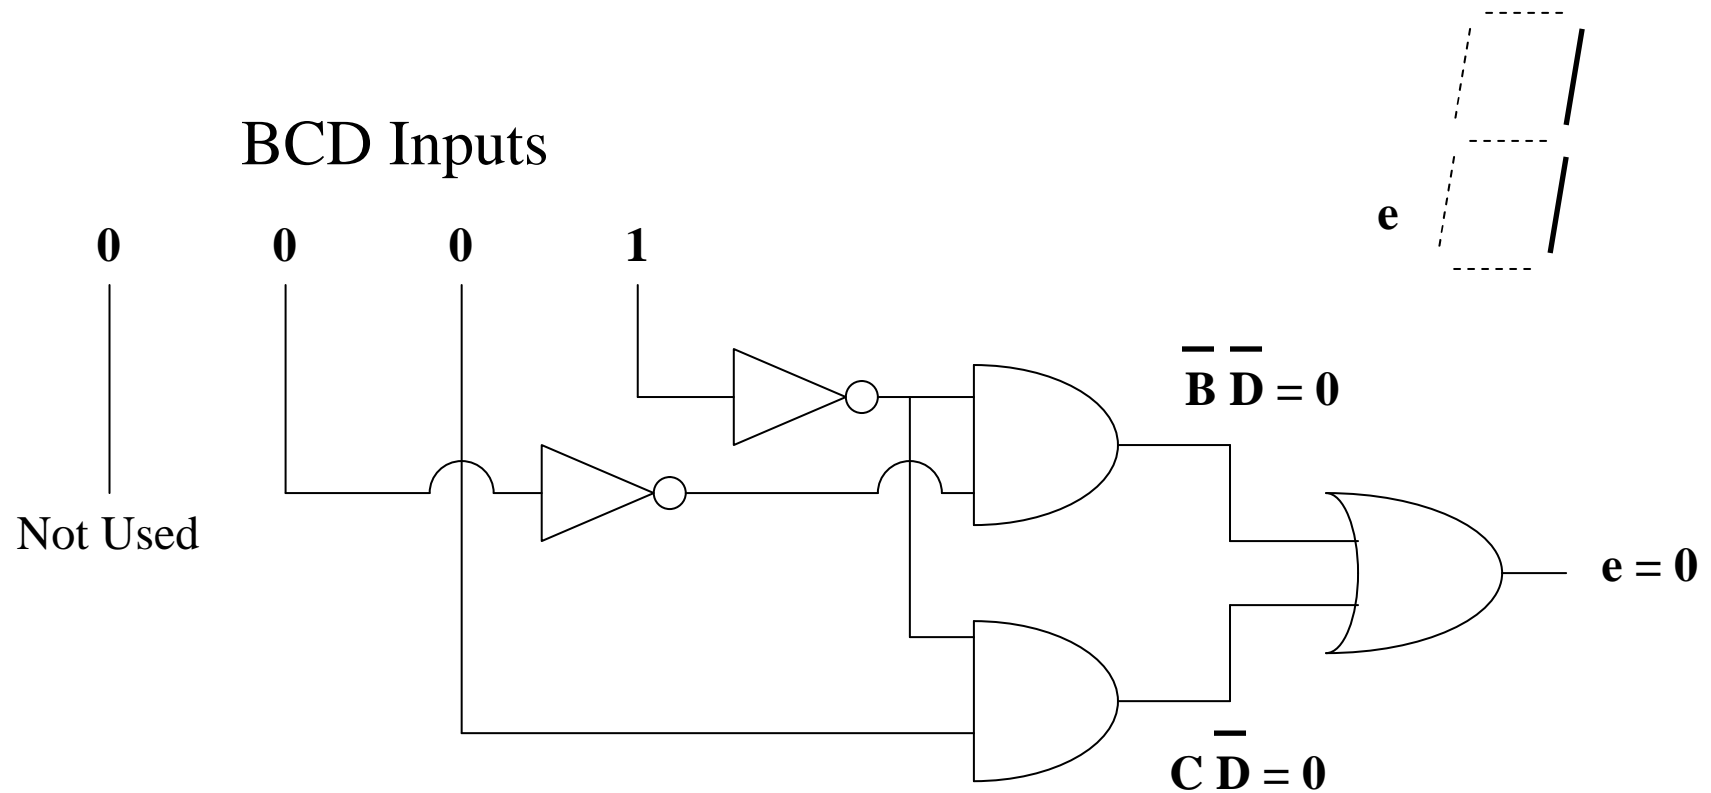 BCD Inputs
0 0 0 1
e
B̅ D̅ = 0
Not Used
e = 0
C D̅ = 0